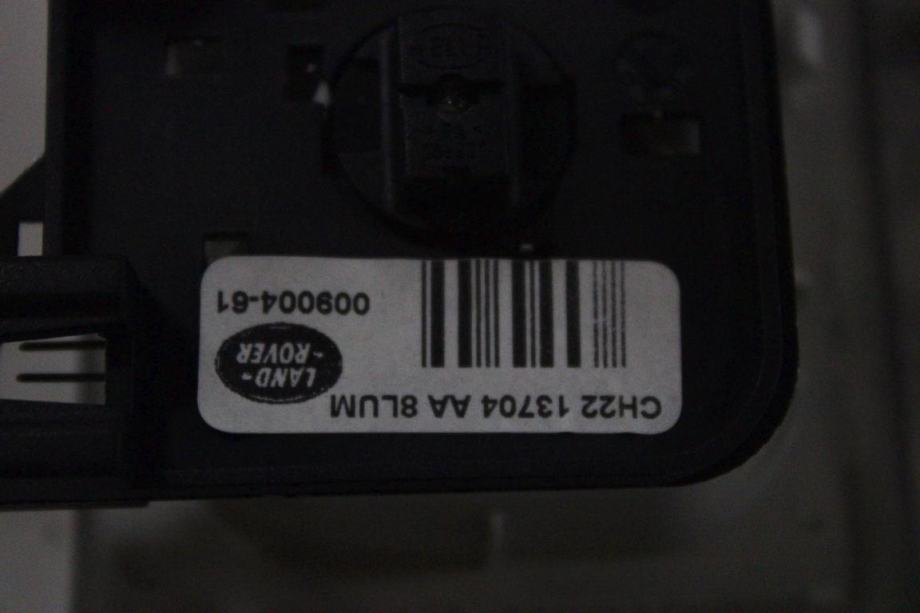 CH22 13704 AA 8LUM
LAND-
-ROVER
009004-61